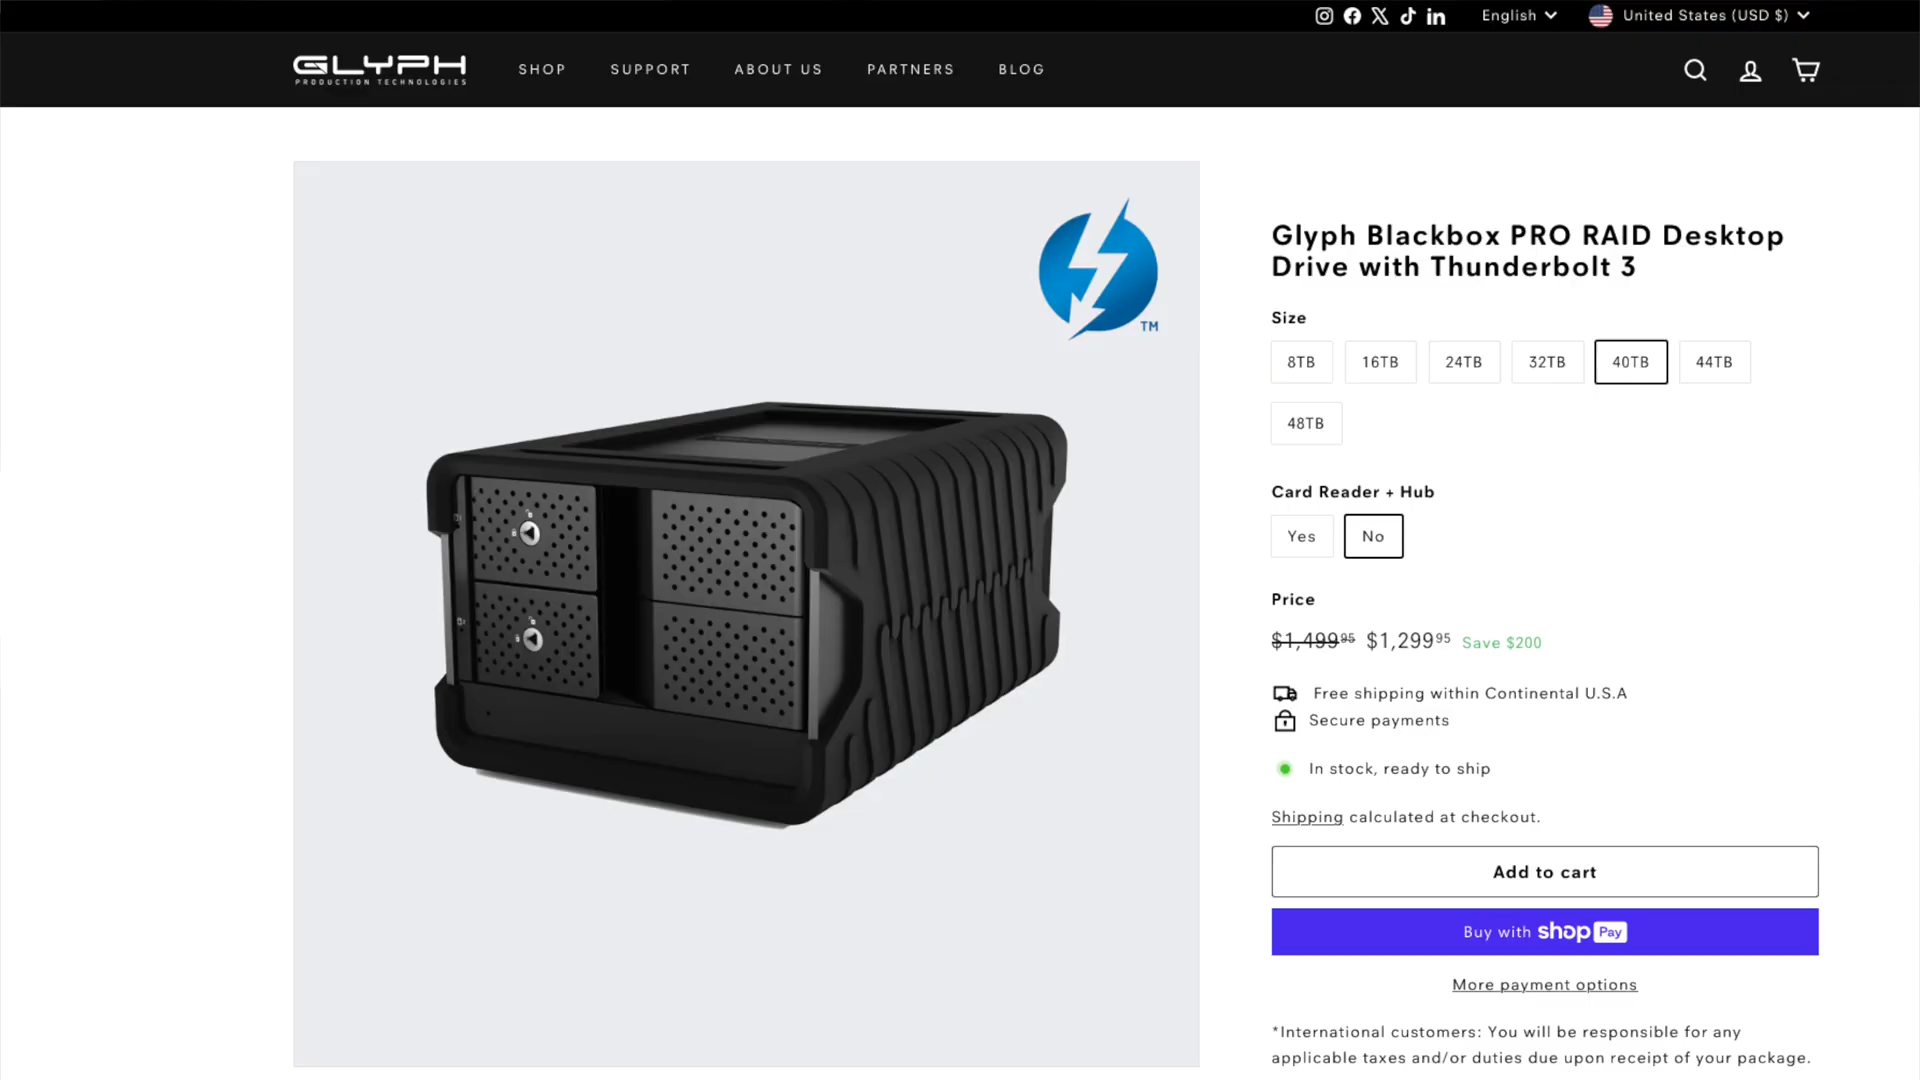 English
United States (USD $)
GLYPH
PRODUCTION TECHNOLOGIES
SHOP
SUPPORT
ABOUT US
PARTNERS
BLOG
TM
Glyph Blackbox PRO RAID Desktop
Drive with Thunderbolt 3
Size
8TB
16TB
24TB
32TB
40TB
44TB
48TB
Card Reader + Hub
Yes
No
Price
$1,499 95 $1,299 95 Save $200
Free shipping within Continental U.S.A
Secure payments
In stock, ready to ship
Shipping calculated at checkout.
Add to cart
Buy with shop Pay
More payment options
*International customers: You will be responsible for any
applicable taxes and/or duties due upon receipt of your package.